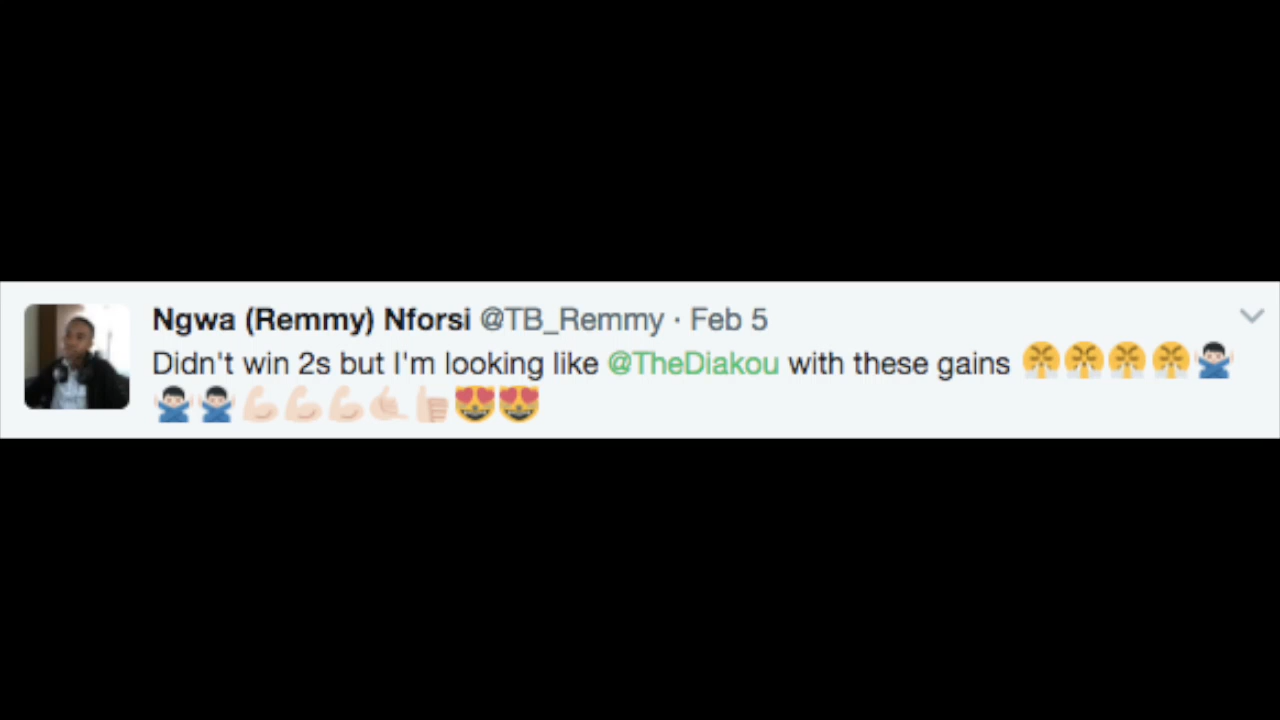 Ngwa (Remmy) Nforsi @TB_Remmy · Feb 5
Didn't win 2s but I'm looking like @TheDiakou with these gains 😤😤😤😤🙅🏻‍♂️
🙅🏻‍♂️🙅🏻‍♂️💪🏻💪🏻💪🏻🤙🏻👍🏻😻😻